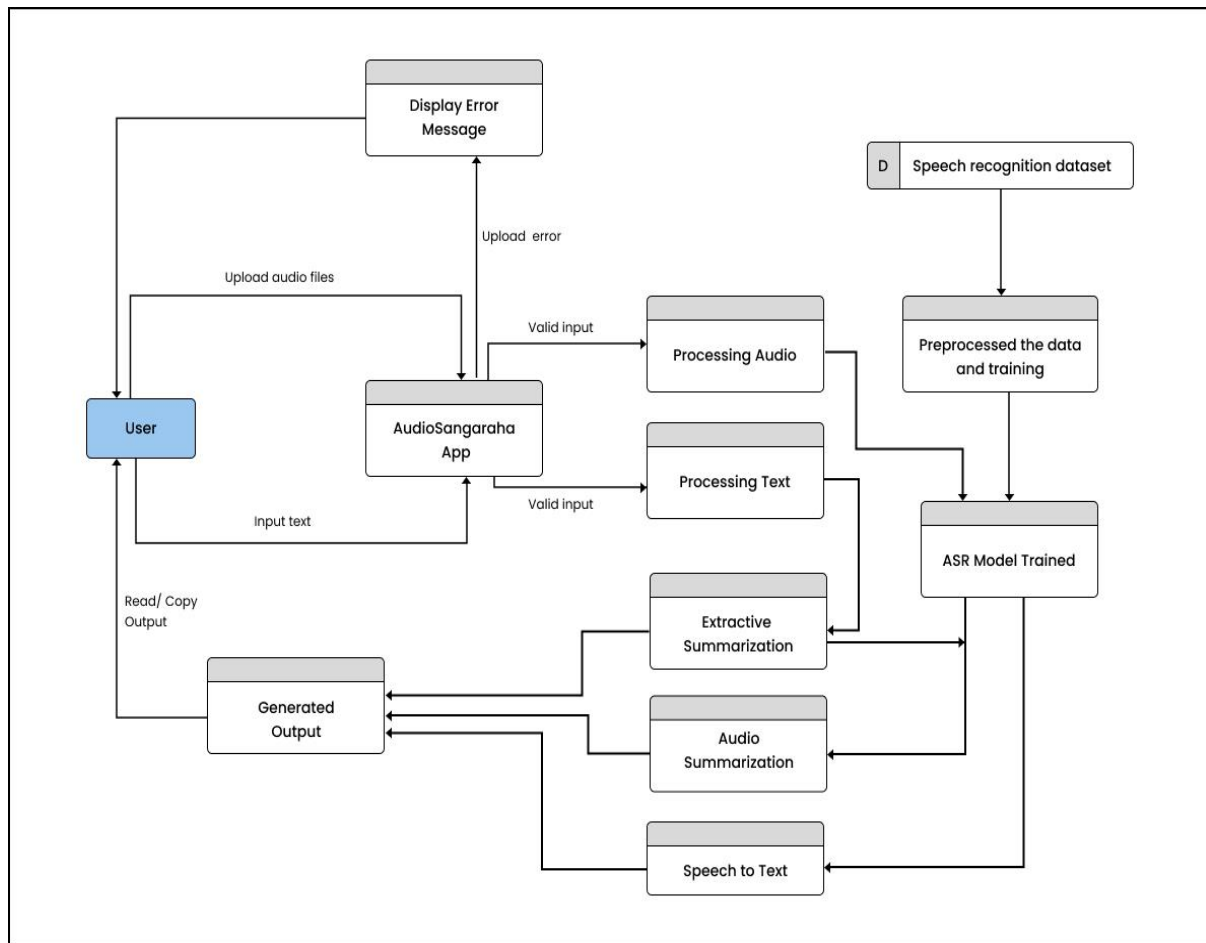 Display Error
Message
D
Speech recognition dataset
Upload error
Upload audio files
Valid input
Processing Audio
Preprocessed the data
and training
User
AudioSangaraha
App
Processing Text
Valid input
Input text
ASR Model Trained
Read/ Copy
Output
Extractive
Summarization
Generated
Output
Audio
Summarization
Speech to Text